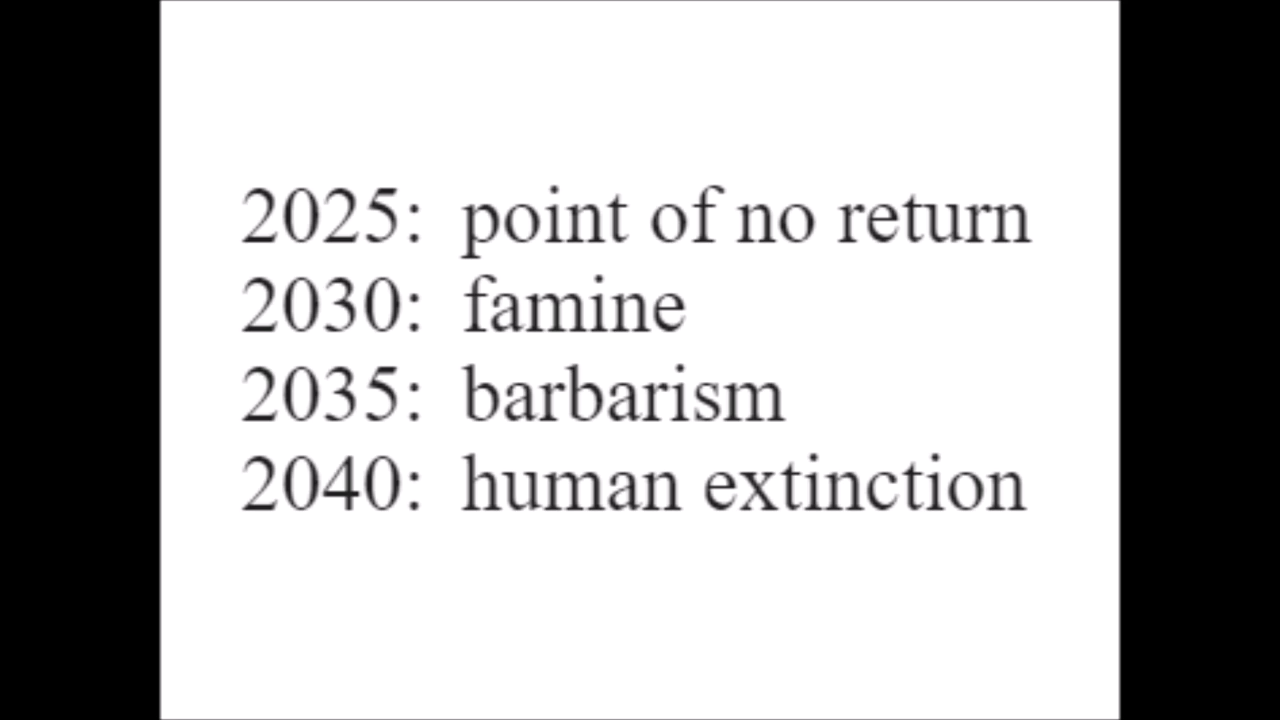 2025: point of no return
2030: famine
2035: barbarism
2040: human extinction